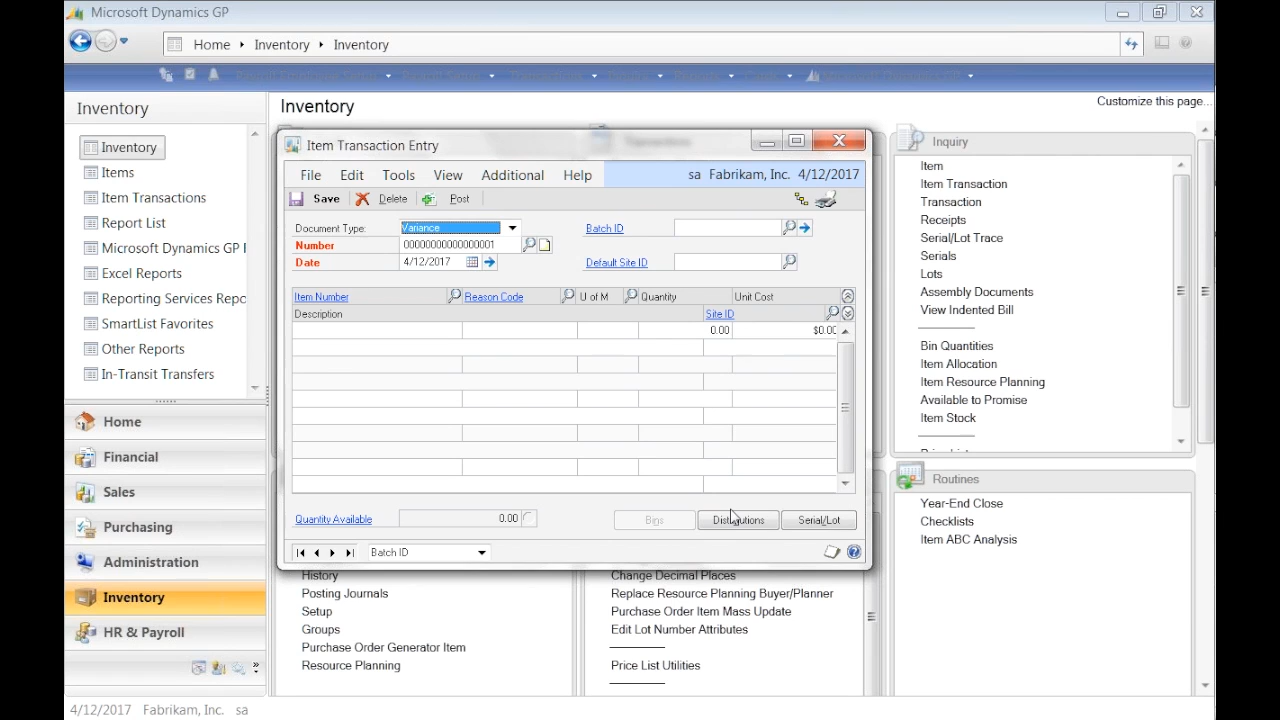 Microsoft Dynamics GP
Home Inventory Inventory
Inventory
Inventory
Items
Item Transactions
Report List
Microsoft Dynamics GP F
Excel Reports
Reporting Services Repo
SmartList Favorites
Other Reports
In-Transit Transfers
Home
Financial
Sales
Purchasing
Administration
Inventory
HR & Payroll
Inventory
Customize this page...
Item Transaction Entry
File Edit Tools View Additional Help sa Fabrikam, Inc. 4/12/2017
Save Delete Post
Document Type: Variance Batch ID
Number 00000000000000001
Date 4/12/2017 Default Site ID
Item Number Reason Code U of M Quantity Unit Cost
Description Site ID
0.00 $0.00
Quantity Available 0.00 Bins Distributions Serial/Lot
Batch ID
History
Posting Journals
Setup
Groups
Purchase Order Generator Item
Resource Planning
Change Decimal Places
Replace Resource Planning Buyer/Planner
Purchase Order Item Mass Update
Edit Lot Number Attributes
Price List Utilities
Inquiry
Item
Item Transaction
Transaction
Receipts
Serial/Lot Trace
Serials
Lots
Assembly Documents
View Indented Bill
Bin Quantities
Item Allocation
Item Resource Planning
Available to Promise
Item Stock
Routines
Year-End Close
Checklists
Item ABC Analysis
4/12/2017 Fabrikam, Inc. sa